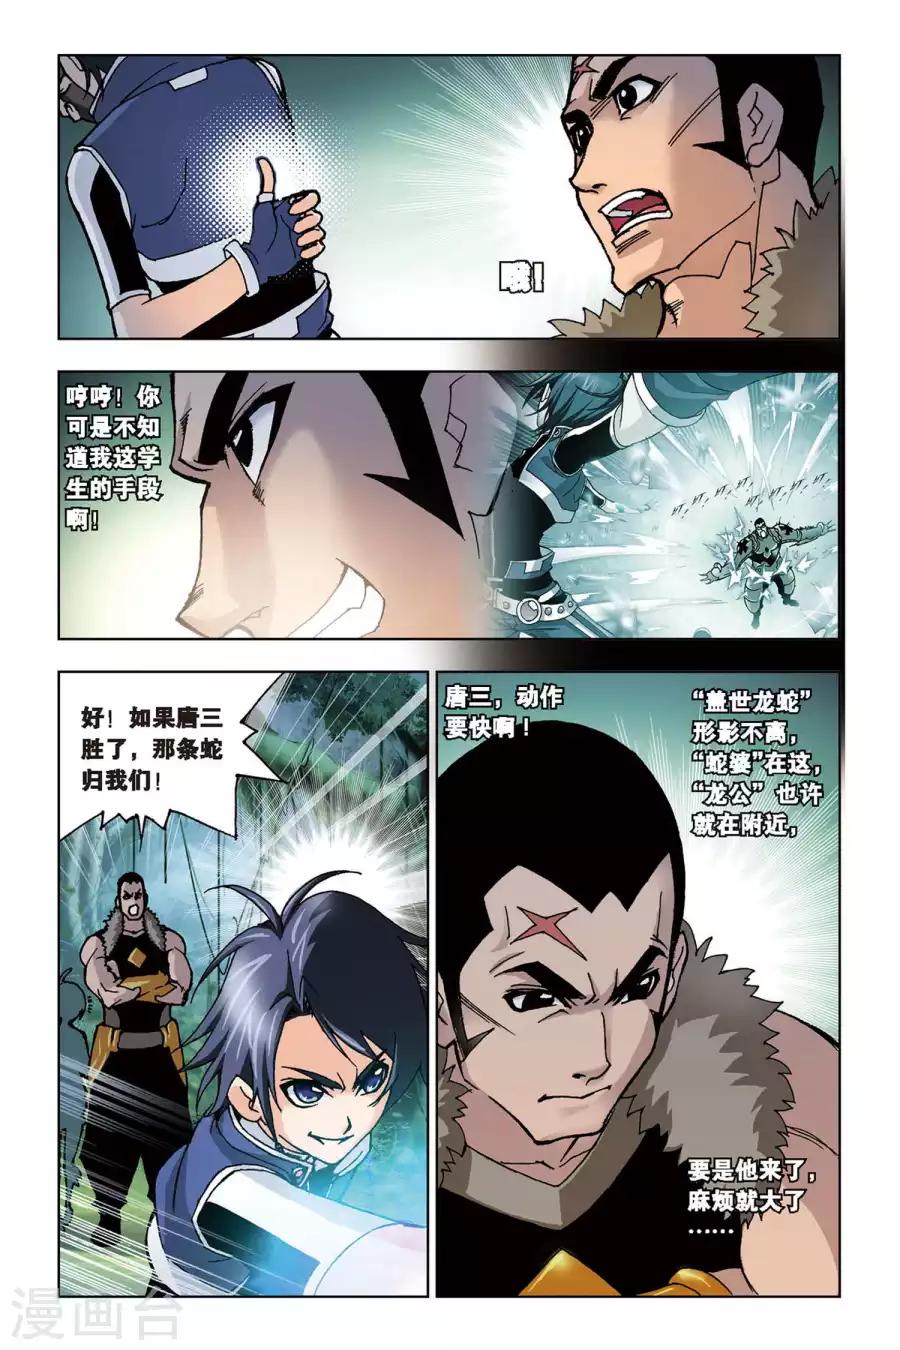 哦！
哼哼！你
可是不知
道我这学
生的手段
啊！
好！如果唐三
胜了，那条蛇
归我们！
唐三，动作
要快啊！
“盖世龙蛇”
形影不离，
“蛇婆”在这，
“龙公”也许
就在附近，
要是他来了，
麻烦就大了
……
漫画台